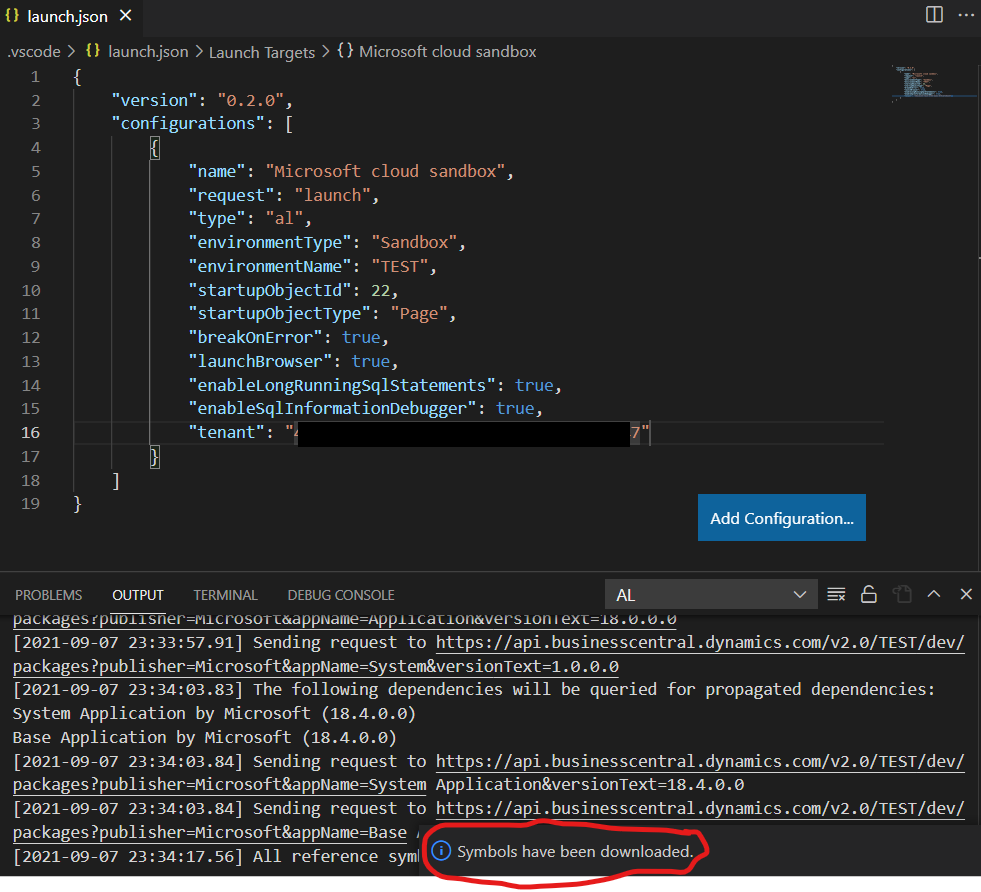 {} launch.json ×
.vscode > {} launch.json > Launch Targets > {} Microsoft cloud sandbox
1 {
2 "version": "0.2.0",
3 "configurations": [
4 {
5 "name": "Microsoft cloud sandbox",
6 "request": "launch",
7 "type": "al",
8 "environmentType": "Sandbox",
9 "environmentName": "TEST",
10 "startupObjectId": 22,
11 "startupObjectType": "Page",
12 "breakOnError": true,
13 "launchBrowser": true,
14 "enableLongRunningSqlStatements": true,
15 "enableSqlInformationDebugger": true,
16 "tenant": "4 7"
17 }
18 ]
19 }
Add Configuration...
PROBLEMS OUTPUT TERMINAL DEBUG CONSOLE AL
packages?publisher=Microsoft&appName=Application&versionText=18.0.0.0
[2021-09-07 23:33:57.91] Sending request to https://api.businesscentral.dynamics.com/v2.0/TEST/dev/
packages?publisher=Microsoft&appName=System&versionText=1.0.0.0
[2021-09-07 23:34:03.83] The following dependencies will be queried for propagated dependencies:
System Application by Microsoft (18.4.0.0)
Base Application by Microsoft (18.4.0.0)
[2021-09-07 23:34:03.84] Sending request to https://api.businesscentral.dynamics.com/v2.0/TEST/dev/
packages?publisher=Microsoft&appName=System Application&versionText=18.4.0.0
[2021-09-07 23:34:03.84] Sending request to https://api.businesscentral.dynamics.com/v2.0/TEST/dev/
packages?publisher=Microsoft&appName=Base
[2021-09-07 23:34:17.56] All reference sym
Symbols have been downloaded.